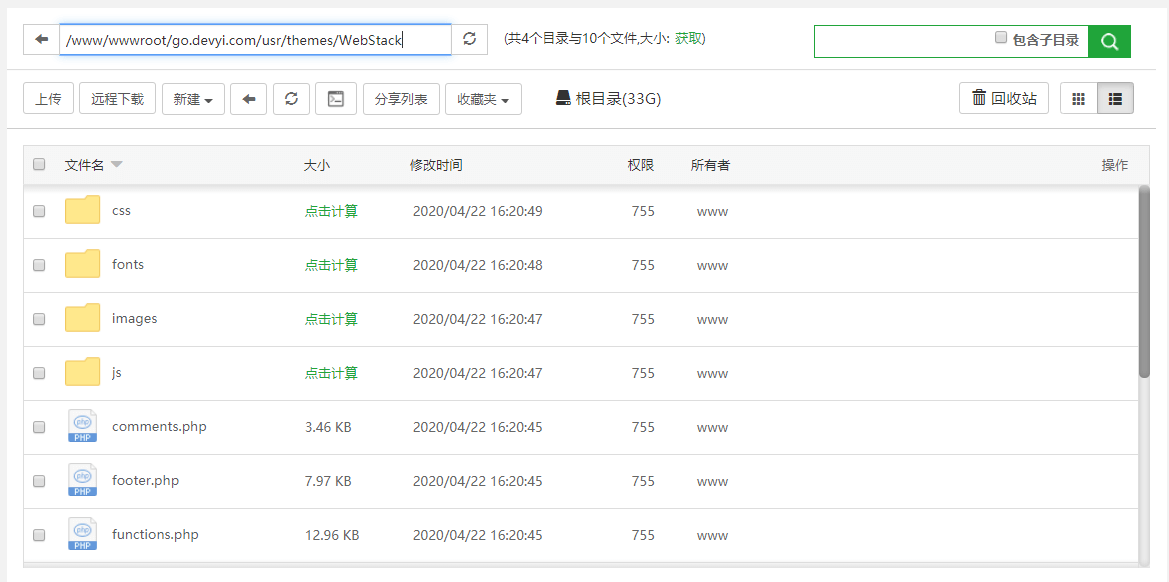 /www/wwwroot/go.devyi.com/usr/themes/WebStack (共4个目录与10个文件,大小: 获取) 包含子目录
上传 远程下载 新建 分享列表 收藏夹 根目录(33G) 回收站
文件名 大小 修改时间 权限 所有者 操作
css 点击计算 2020/04/22 16:20:49 755 www
fonts 点击计算 2020/04/22 16:20:48 755 www
images 点击计算 2020/04/22 16:20:47 755 www
js 点击计算 2020/04/22 16:20:47 755 www
php PHP comments.php 3.46 KB 2020/04/22 16:20:45 755 www
php PHP footer.php 7.97 KB 2020/04/22 16:20:45 755 www
php PHP functions.php 12.96 KB 2020/04/22 16:20:45 755 www